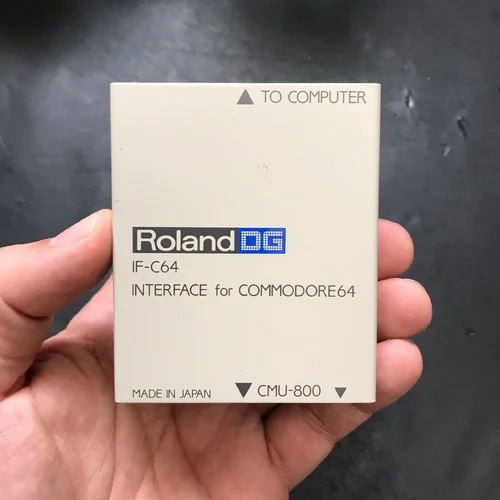 ▲ TO COMPUTER
Roland DG
IF-C64
INTERFACE for COMMODORE64
MADE IN JAPAN ▼ CMU-800 ▼